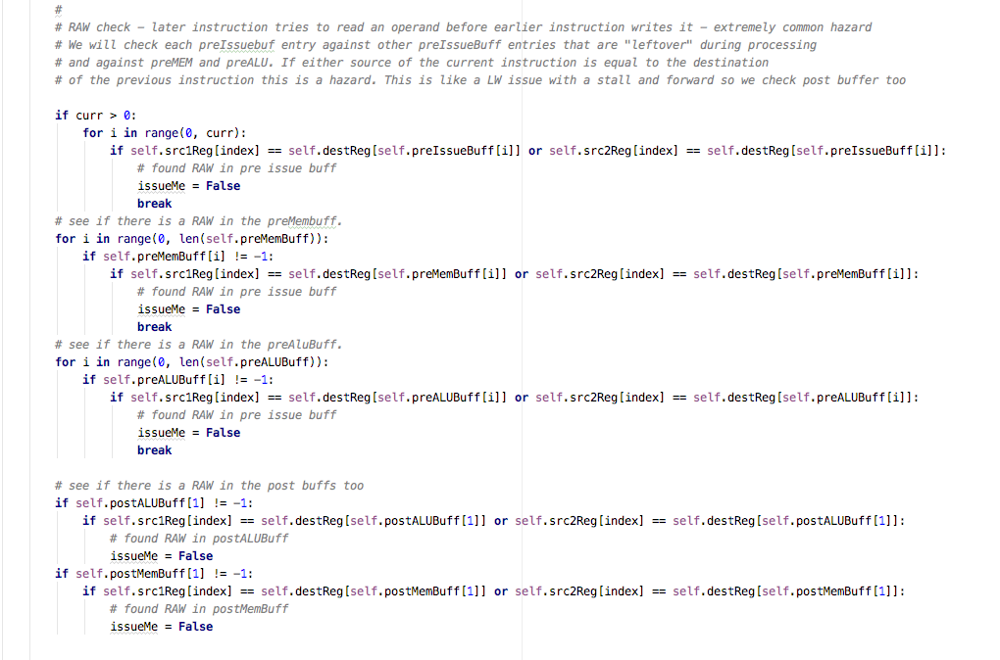 #
# RAW check – later instruction tries to read an operand before earlier instruction writes it – extremely common hazard
# We will check each preIssuebuf entry against other preIssueBuff entries that are "leftover" during processing
# and against preMEM and preALU. If either source of the current instruction is equal to the destination
# of the previous instruction this is a hazard. This is like a LW issue with a stall and forward so we check post buffer too
if curr > 0:
for i in range(0, curr):
if self.src1Reg[index] == self.destReg[self.preIssueBuff[i]] or self.src2Reg[index] == self.destReg[self.preIssueBuff[i]]:
# found RAW in pre issue buff
issueMe = False
break
# see if there is a RAW in the preMembuff.
for i in range(0, len(self.preMemBuff)):
if self.preMemBuff[i] != -1:
if self.src1Reg[index] == self.destReg[self.preMemBuff[i]] or self.src2Reg[index] == self.destReg[self.preMemBuff[i]]:
# found RAW in pre issue buff
issueMe = False
break
# see if there is a RAW in the preAluBuff.
for i in range(0, len(self.preALUBuff)):
if self.preALUBuff[i] != -1:
if self.src1Reg[index] == self.destReg[self.preALUBuff[i]] or self.src2Reg[index] == self.destReg[self.preALUBuff[i]]:
# found RAW in pre issue buff
issueMe = False
break
# see if there is a RAW in the post buffs too
if self.postALUBuff[1] != -1:
if self.src1Reg[index] == self.destReg[self.postALUBuff[1]] or self.src2Reg[index] == self.destReg[self.postALUBuff[1]]:
# found RAW in postALUBuff
issueMe = False
if self.postMemBuff[1] != -1:
if self.src1Reg[index] == self.destReg[self.postMemBuff[1]] or self.src2Reg[index] == self.destReg[self.postMemBuff[1]]:
# found RAW in postMemBuff
issueMe = False